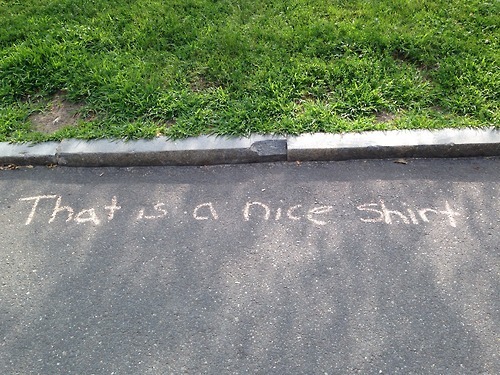 That is a nice shirt